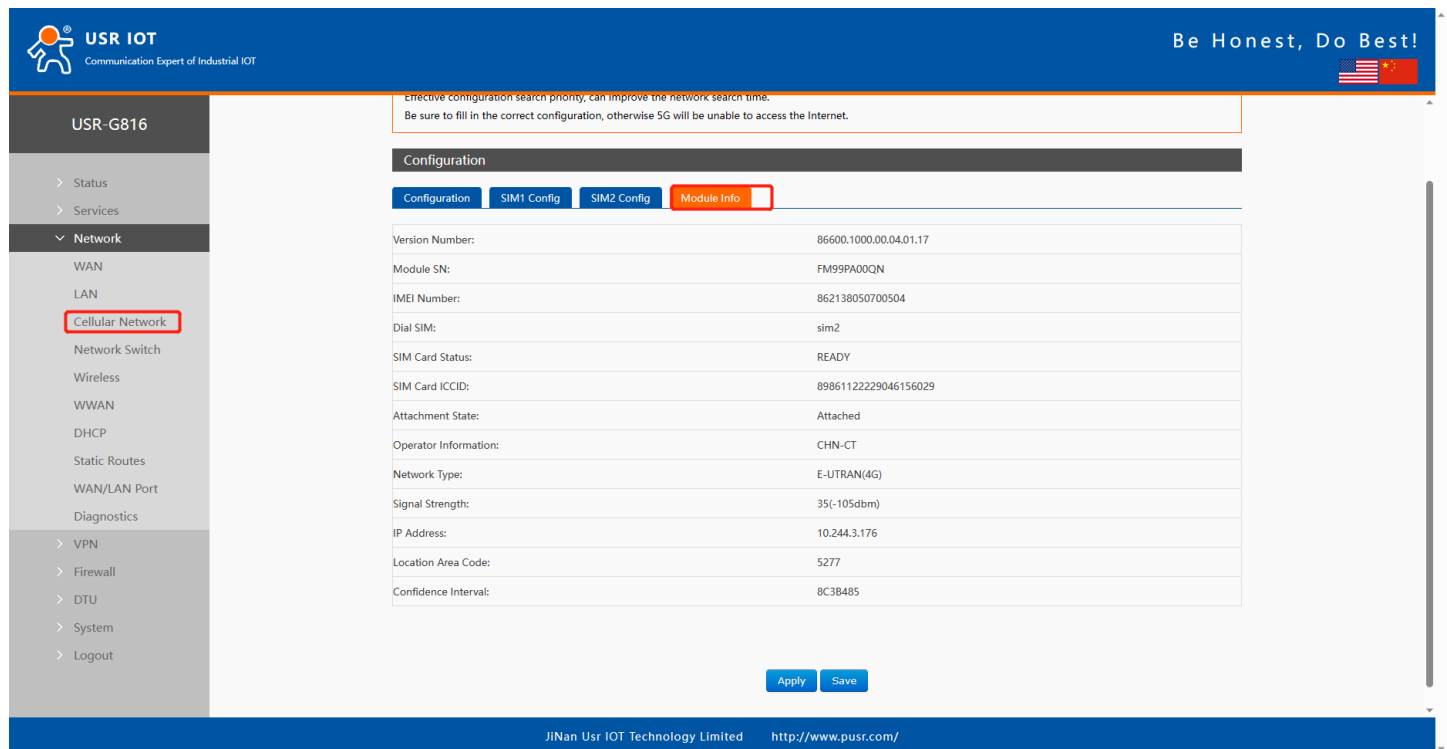 USR IOT
Communication Expert of Industrial IOT
Be Honest, Do Best!
USR-G816
Status
Services
Network
WAN
LAN
Cellular Network
Network Switch
Wireless
WWAN
DHCP
Static Routes
WAN/LAN Port
Diagnostics
VPN
Firewall
DTU
System
Logout
Effective configuration search priority, can improve the network search time.
Be sure to fill in the correct configuration, otherwise 5G will be unable to access the Internet.
Configuration
Configuration SIM1 Config SIM2 Config Module Info
Version Number: 86600.1000.00.04.01.17
Module SN: FM99PA00QN
IMEI Number: 862138050700504
Dial SIM: sim2
SIM Card Status: READY
SIM Card ICCID: 89861122229046156029
Attachment State: Attached
Operator Information: CHN-CT
Network Type: E-UTRAN(4G)
Signal Strength: 35(-105dbm)
IP Address: 10.244.3.176
Location Area Code: 5277
Confidence Interval: 8C3B485
Apply Save
JiNan Usr IOT Technology Limited http://www.pusr.com/